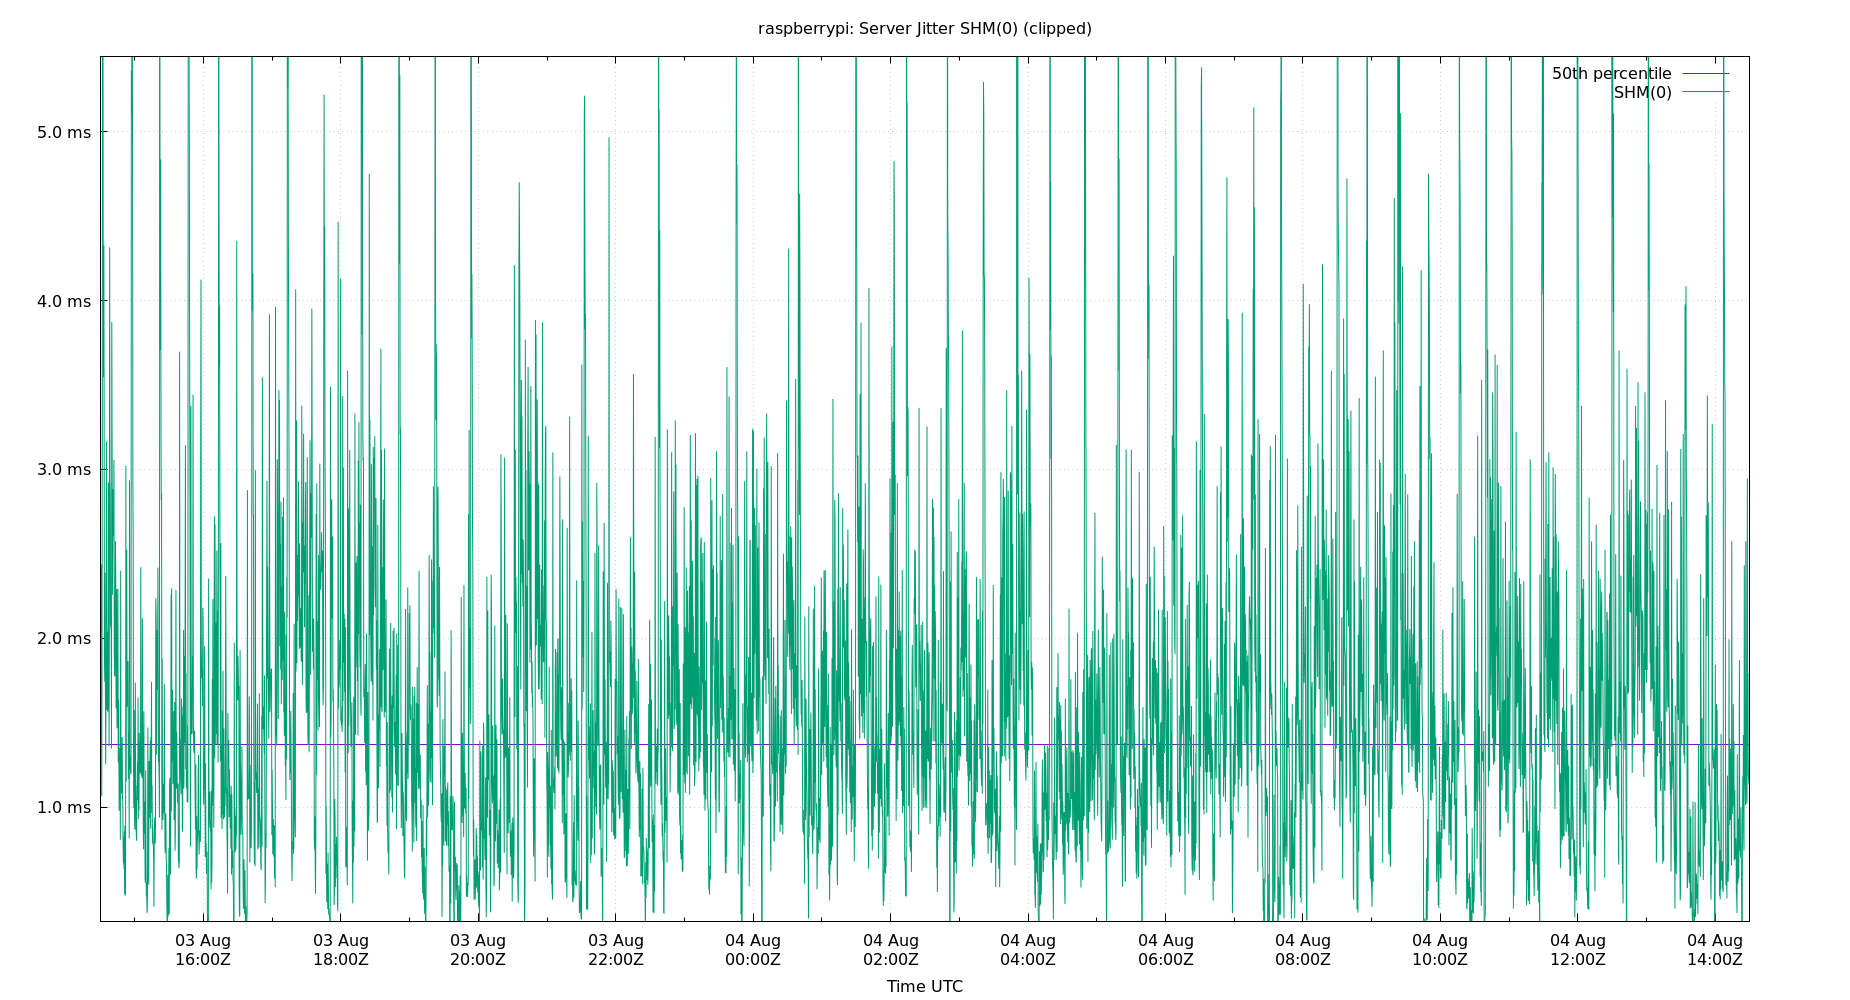 raspberrypi: Server Jitter SHM(0) (clipped)
50th percentile
SHM(0)
5.0 ms
4.0 ms
3.0 ms
2.0 ms
1.0 ms
03 Aug 03 Aug 03 Aug 03 Aug 04 Aug 04 Aug 04 Aug 04 Aug 04 Aug 04 Aug 04 Aug 04 Aug
16:00Z 18:00Z 20:00Z 22:00Z 00:00Z 02:00Z 04:00Z 06:00Z 08:00Z 10:00Z 12:00Z 14:00Z
Time UTC